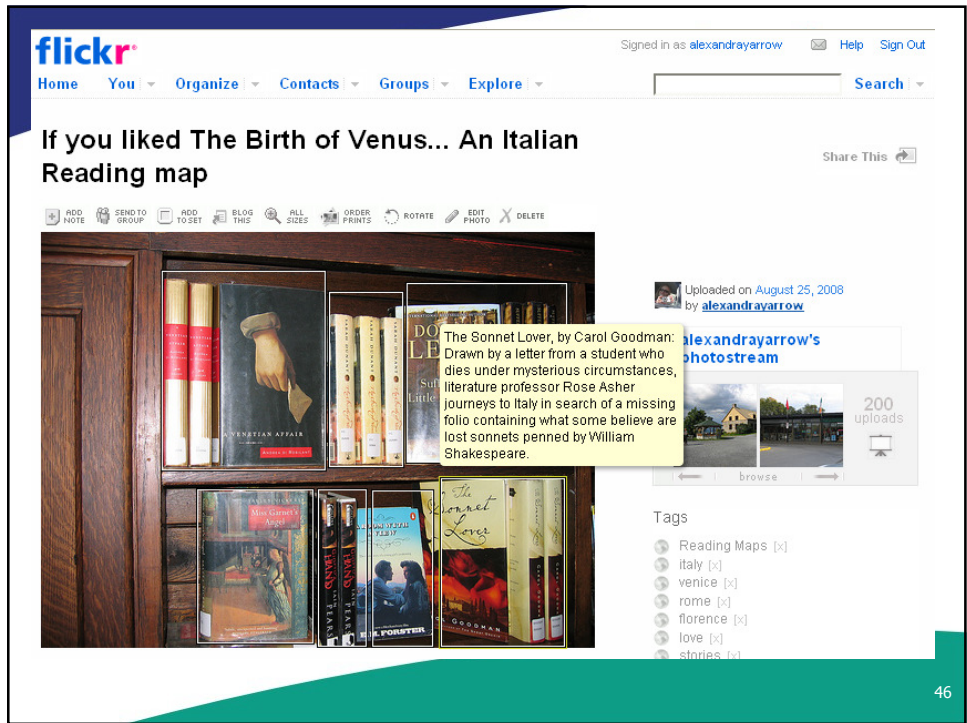 flickr
Signed in as alexandrayarrow Help Sign Out
Home You Organize Contacts Groups Explore Search
If you liked The Birth of Venus... An Italian
Reading map
Share This
ADD NOTE SEND TO GROUP ADD TO SET BLOG THIS ALL SIZES ORDER PRINTS ROTATE EDIT PHOTO DELETE
Uploaded on August 25, 2008
by alexandrayarrow
alexandrayarrow's
photostream
200
uploads
browse
The Sonnet Lover, by Carol Goodman:
Drawn by a letter from a student who
dies under mysterious circumstances,
literature professor Rose Asher
journeys to Italy in search of a missing
folio containing what some believe are
lost sonnets penned by William
Shakespeare.
A VENETIAN AFFAIR
Miss Garnet's
Angel
HAND
PEARS
A ROOM WITH
A VIEW
E.M. FORSTER
The
Sonnet
Lover
GOODMAN
Tags
Reading Maps [x]
italy [x]
venice [x]
rome [x]
florence [x]
love [x]
stories [x]
46